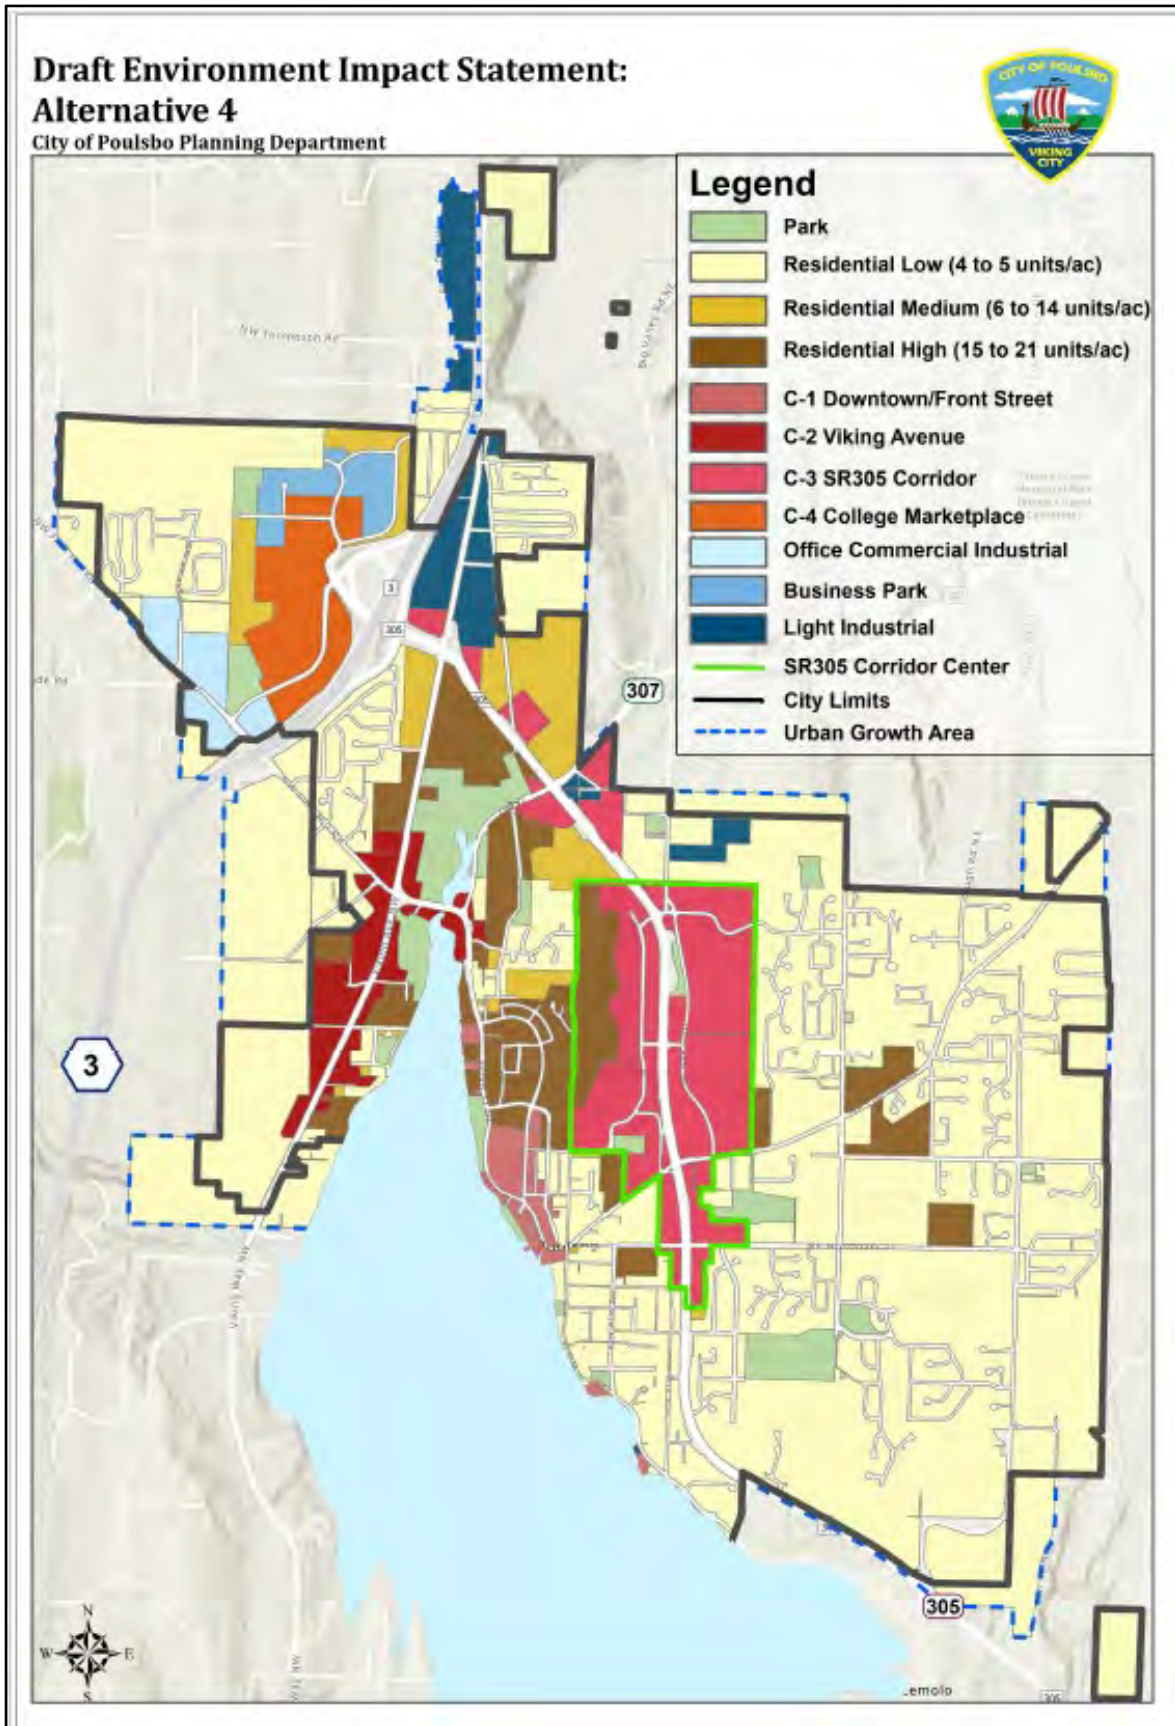 Draft Environment Impact Statement:
Alternative 4
City of Poulsbo Planning Department
CITY OF POULSBO
VIKING
CITY
Legend
Park
Residential Low (4 to 5 units/ac)
Residential Medium (6 to 14 units/ac)
Residential High (15 to 21 units/ac)
C-1 Downtown/Front Street
C-2 Viking Avenue
C-3 SR305 Corridor
C-4 College Marketplace
Office Commercial Industrial
Business Park
Light Industrial
SR305 Corridor Center
City Limits
Urban Growth Area
3
305
307
3
305
305
Lemolo
N
W
E
S